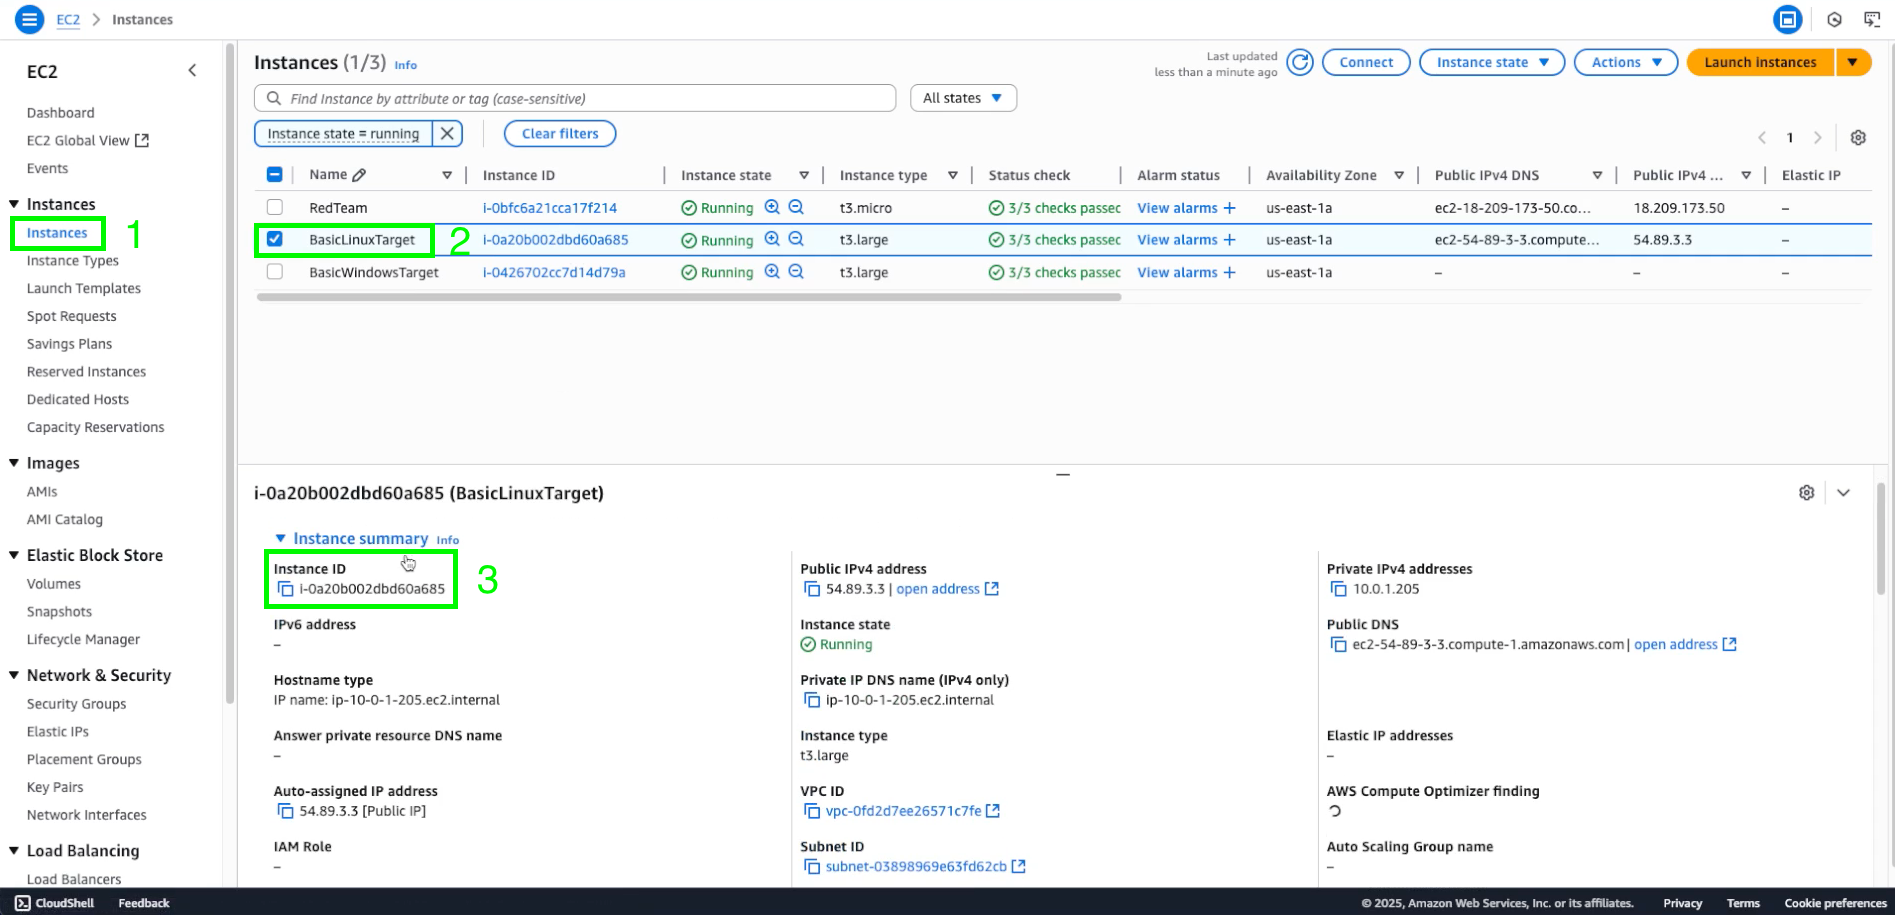 EC2 > Instances
EC2
Dashboard
EC2 Global View
Events
Instances
Instances 1
Instance Types
Launch Templates
Spot Requests
Savings Plans
Reserved Instances
Dedicated Hosts
Capacity Reservations
Images
AMIs
AMI Catalog
Elastic Block Store
Volumes
Snapshots
Lifecycle Manager
Network & Security
Security Groups
Elastic IPs
Placement Groups
Key Pairs
Network Interfaces
Load Balancing
Load Balancers
Instances (1/3) Info
Last updated
less than a minute ago
Connect Instance state Actions Launch instances
Find Instance by attribute or tag (case-sensitive) All states
Instance state = running Clear filters
1
Name Instance ID Instance state Instance type Status check Alarm status Availability Zone Public IPv4 DNS Public IPv4 ... Elastic IP
RedTeam i-0bfc6a21cca17f214 Running t3.micro 3/3 checks passec View alarms + us-east-1a ec2-18-209-173-50.co... 18.209.173.50 –
BasicLinuxTarget 2 i-0a20b002dbd60a685 Running t3.large 3/3 checks passec View alarms + us-east-1a ec2-54-89-3-3.compute... 54.89.3.3 –
BasicWindowsTarget i-0426702cc7d14d79a Running t3.large 3/3 checks passec View alarms + us-east-1a – – –
i-0a20b002dbd60a685 (BasicLinuxTarget)
Instance summary Info
Instance ID
i-0a20b002dbd60a685
3
Public IPv4 address
54.89.3.3 | open address
Private IPv4 addresses
10.0.1.205
IPv6 address
–
Instance state
Running
Public DNS
ec2-54-89-3-3.compute-1.amazonaws.com | open address
Hostname type
IP name: ip-10-0-1-205.ec2.internal
Private IP DNS name (IPv4 only)
ip-10-0-1-205.ec2.internal
Answer private resource DNS name
–
Instance type
t3.large
Elastic IP addresses
–
Auto-assigned IP address
54.89.3.3 [Public IP]
VPC ID
vpc-0fd2d7ee26571c7fe
AWS Compute Optimizer finding
IAM Role
–
Subnet ID
subnet-03898969e63fd62cb
Auto Scaling Group name
–
CloudShell Feedback © 2025, Amazon Web Services, Inc. or its affiliates. Privacy Terms Cookie preferences